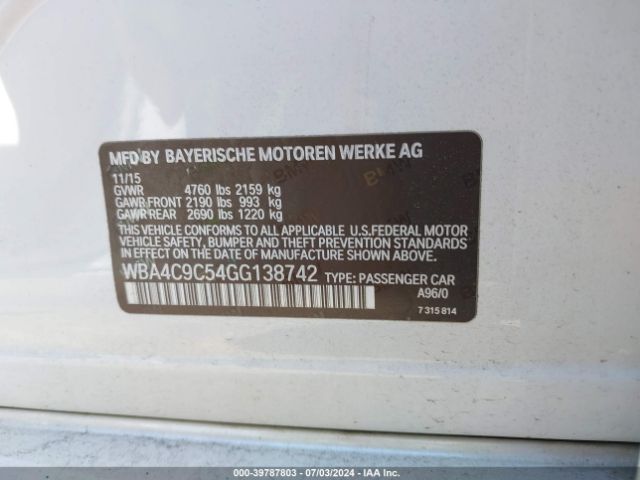 MFD BY BAYERISCHE MOTOREN WERKE AG
11/15
GVWR 4760 lbs 2159 kg
GAWR FRONT 2190 lbs 993 kg
GAWR REAR 2690 lbs 1220 kg
THIS VEHICLE CONFORMS TO ALL APPLICABLE U.S.FEDERAL MOTOR
VEHICLE SAFETY, BUMPER AND THEFT PREVENTION STANDARDS
IN EFFECT ON THE DATE OF MANUFACTURE SHOWN ABOVE.
WBA4C9C54GG138742 TYPE: PASSENGER CAR
A96/0
7 315 814
000-39787803 / 07/03/2024 / IAA Inc.